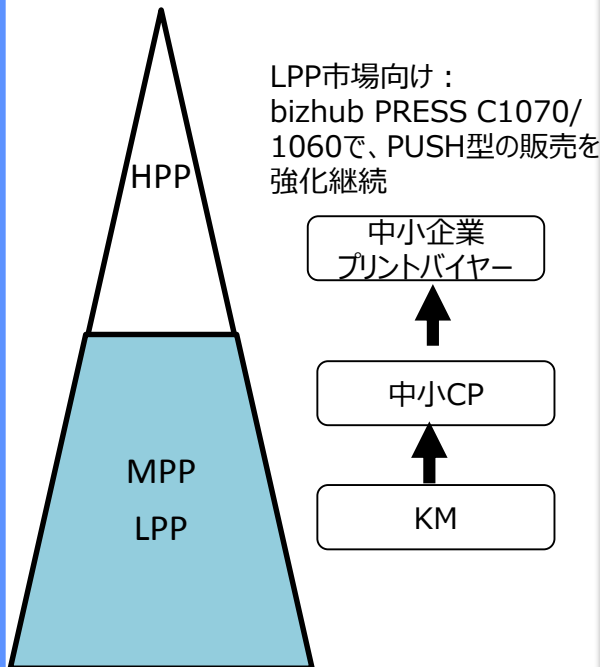 LPP市場向け：
bizhub PRESS C1070/
1060で、PUSH型の販売を
強化継続
HPP
中小企業
プリントバイヤー
中小CP
MPP
LPP
KM